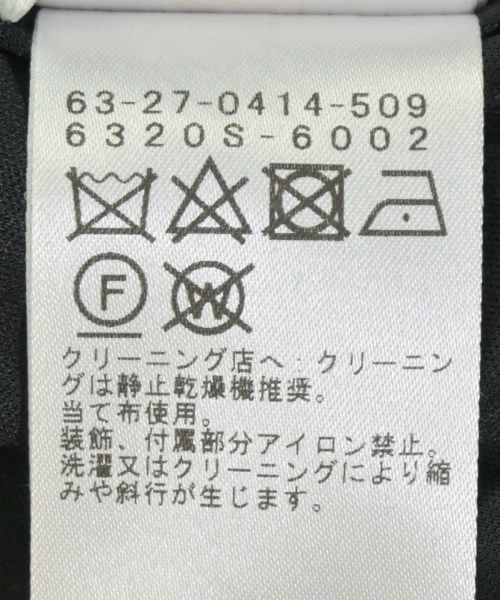 63-27-0414-509
6320S-6002
F W
クリーニング店へ:クリーニン
グは静止乾燥機推奨。
当て布使用。
装飾、付属部分アイロン禁止。
洗濯又はクリーニングにより縮
みや斜行が生じます。